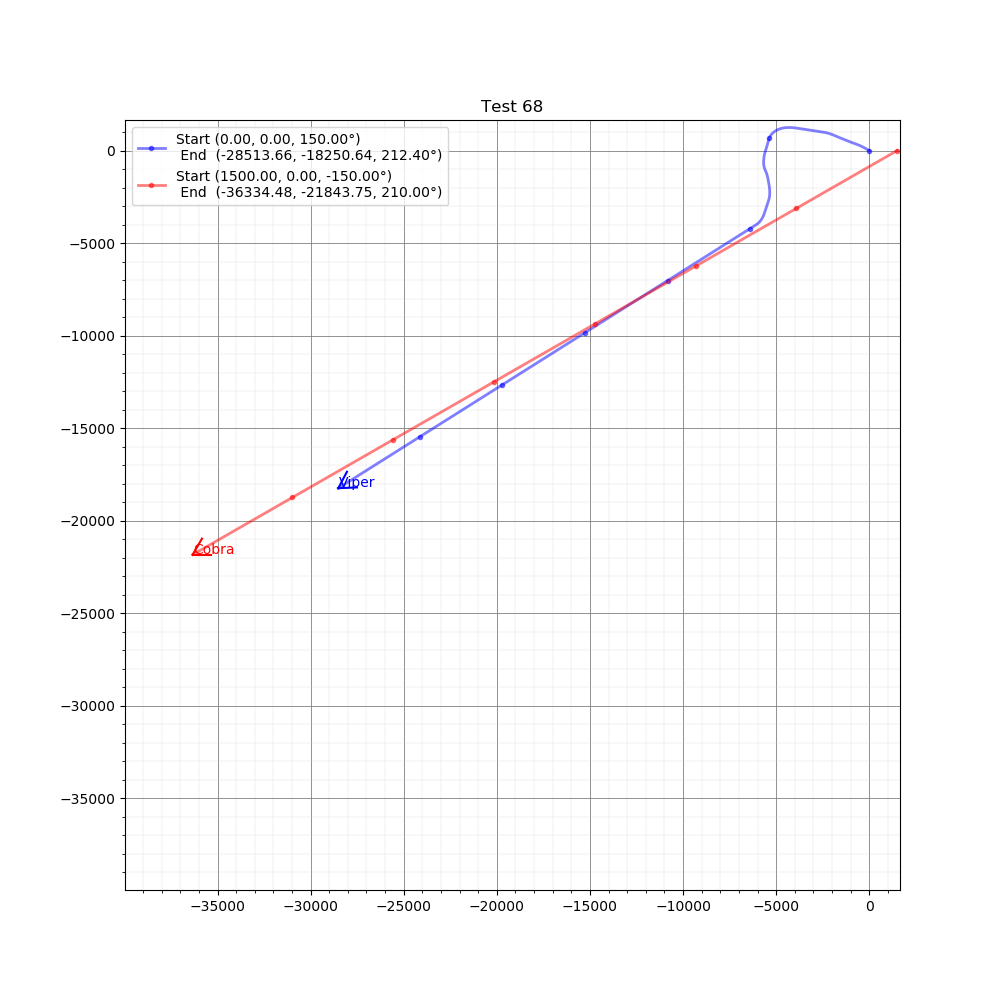 Test 68
Start (0.00, 0.00, 150.00°)
End (-28513.66, -18250.64, 212.40°)
Start (1500.00, 0.00, -150.00°)
End (-36334.48, -21843.75, 210.00°)
0
−5000
−10000
−15000
−20000
−25000
−30000
−35000
Viper
Cobra
−35000
−30000
−25000
−20000
−15000
−10000
−5000
0